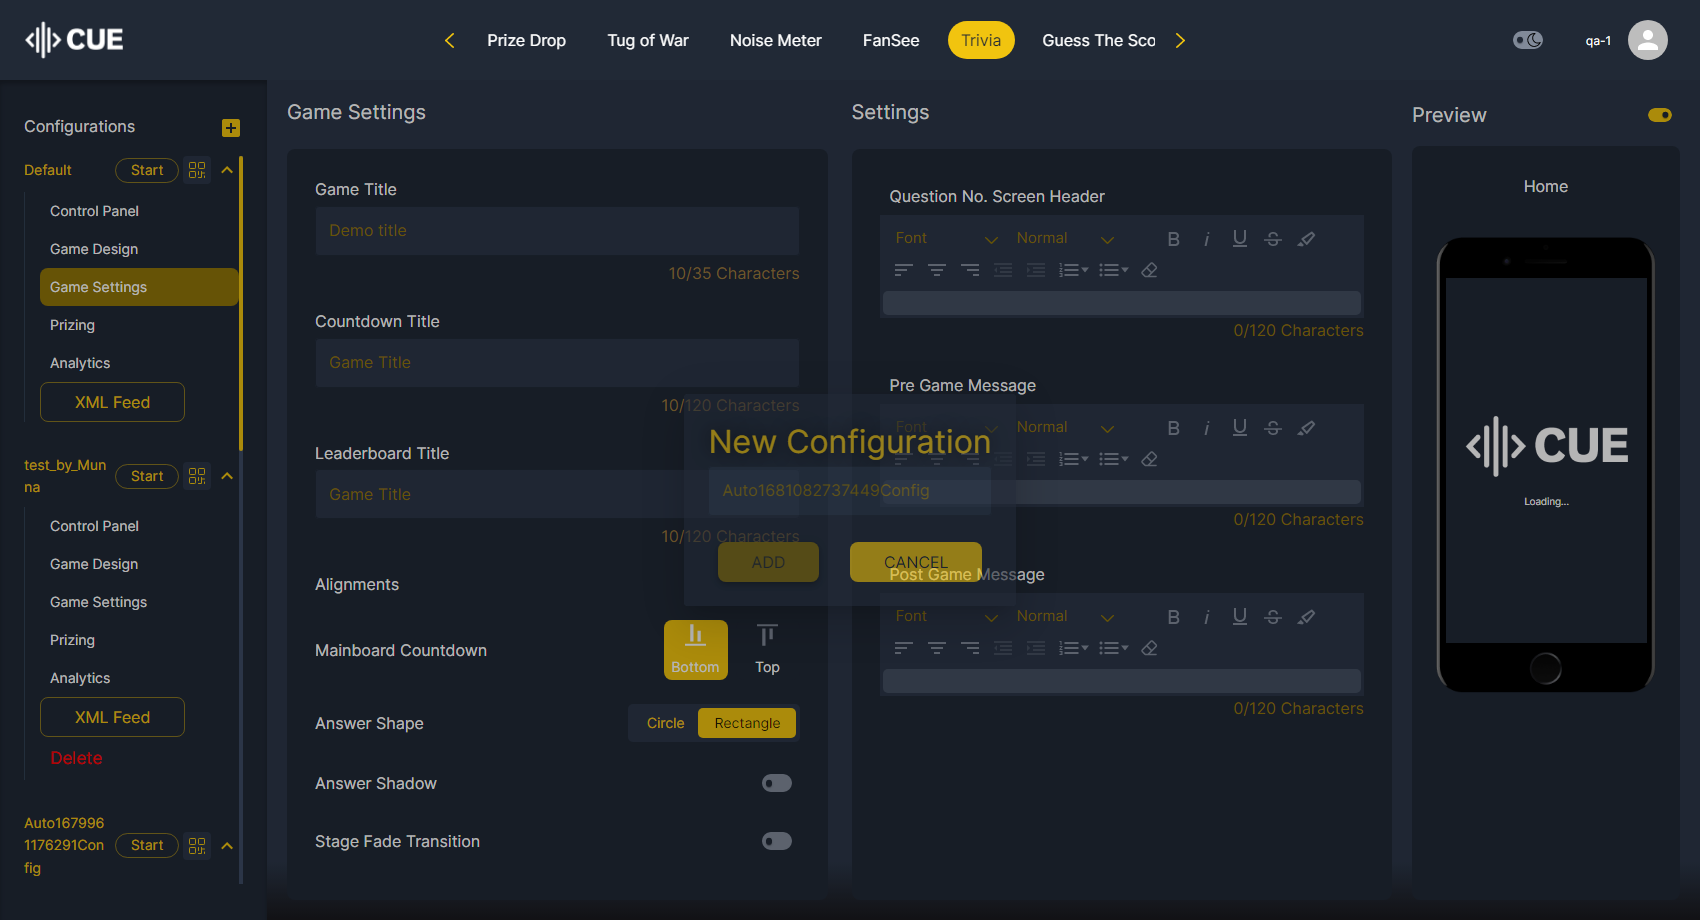 CUE
Prize Drop
Tug of War
Noise Meter
FanSee
Trivia
Guess The Sco
qa-1
Configurations
Default
Start
Control Panel
Game Design
Game Settings
Prizing
Analytics
XML Feed
test_by_Mun
na
Start
Control Panel
Game Design
Game Settings
Prizing
Analytics
XML Feed
Delete
Auto167996
1176291Con
fig
Start
Game Settings
Game Title
Demo title
10/35 Characters
Countdown Title
Game Title
10/120 Characters
Leaderboard Title
Game Title
10/120 Characters
Alignments
Mainboard Countdown
Bottom
Top
Answer Shape
Circle
Rectangle
Answer Shadow
Stage Fade Transition
New Configuration
Auto1681082737449Config
ADD
CANCEL
Settings
Question No. Screen Header
Font
Normal
B i U S
0/120 Characters
Pre Game Message
Font
Normal
B i U S
0/120 Characters
Post Game Message
Font
Normal
B i U S
0/120 Characters
Preview
Home
CUE
Loading...